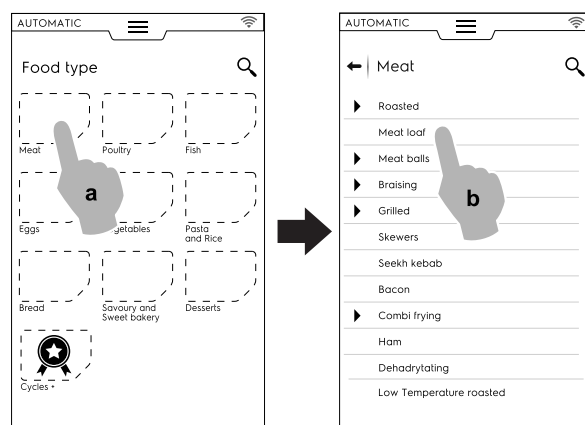 AUTOMATIC
Food type
Meat
Poultry
Fish
a
Eggs
getables
Pasta
and Rice
Bread
Savoury and
Sweet bakery
Desserts
Cycles +
AUTOMATIC
Meat
Roasted
Meat loaf
Meat balls
Braising
b
Grilled
Skewers
Seekh kebab
Bacon
Combi frying
Ham
Dehadrytating
Low Temperature roasted